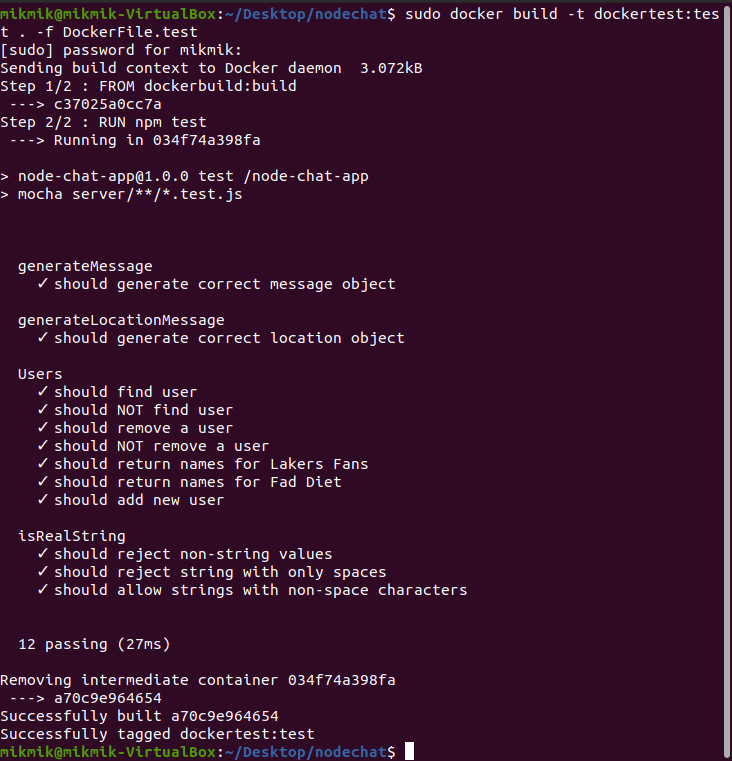 mikmik@mikmik-VirtualBox:~/Desktop/nodechat$ sudo docker build -t dockertest:tes
t . -f DockerFile.test
[sudo] password for mikmik:
Sending build context to Docker daemon  3.072kB
Step 1/2 : FROM dockerbuild:build
 ---> c37025a0cc7a
Step 2/2 : RUN npm test
 ---> Running in 034f74a398fa
> node-chat-app@1.0.0 test /node-chat-app
> mocha server/**/*.test.js
  generateMessage
    ✓ should generate correct message object
  generateLocationMessage
    ✓ should generate correct location object
  Users
    ✓ should find user
    ✓ should NOT find user
    ✓ should remove a user
    ✓ should NOT remove a user
    ✓ should return names for Lakers Fans
    ✓ should return names for Fad Diet
    ✓ should add new user
  isRealString
    ✓ should reject non-string values
    ✓ should reject string with only spaces
    ✓ should allow strings with non-space characters
  12 passing (27ms)
Removing intermediate container 034f74a398fa
 ---> a70c9e964654
Successfully built a70c9e964654
Successfully tagged dockertest:test
mikmik@mikmik-VirtualBox:~/Desktop/nodechat$